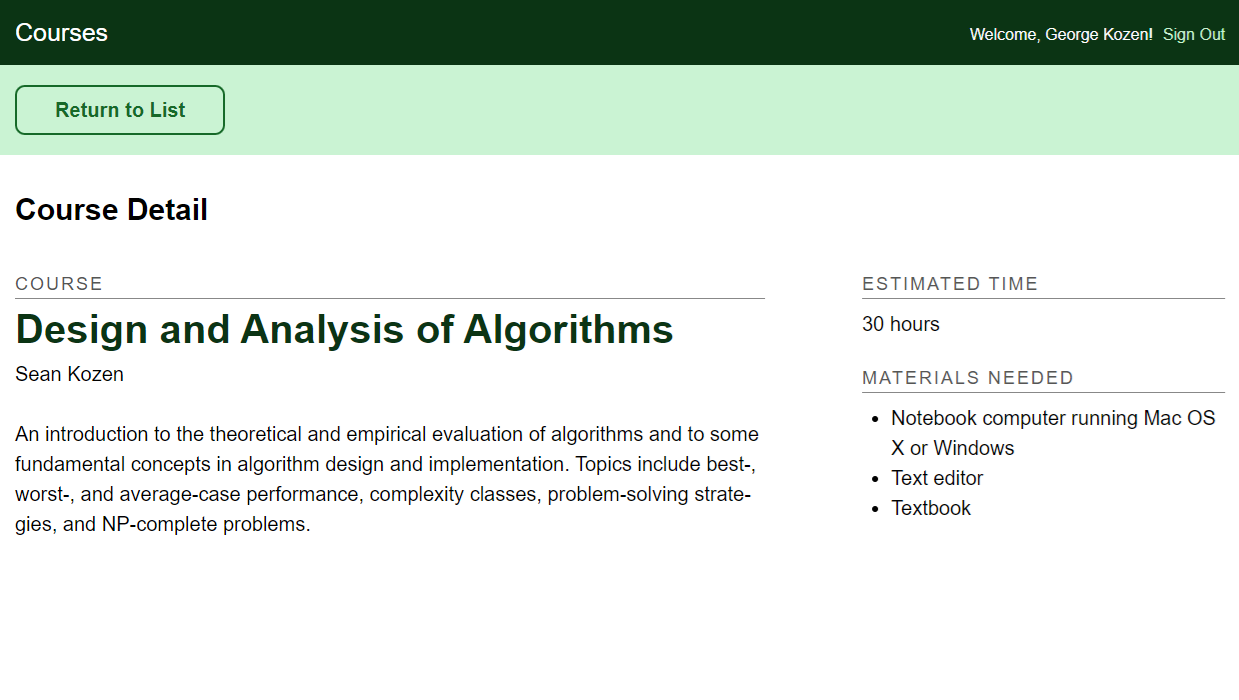 Courses
Welcome, George Kozen! Sign Out
Return to List
Course Detail
COURSE
Design and Analysis of Algorithms
Sean Kozen
An introduction to the theoretical and empirical evaluation of algorithms and to some
fundamental concepts in algorithm design and implementation. Topics include best-,
worst-, and average-case performance, complexity classes, problem-solving strate-
gies, and NP-complete problems.
ESTIMATED TIME
30 hours
MATERIALS NEEDED
• Notebook computer running Mac OS
X or Windows
• Text editor
• Textbook